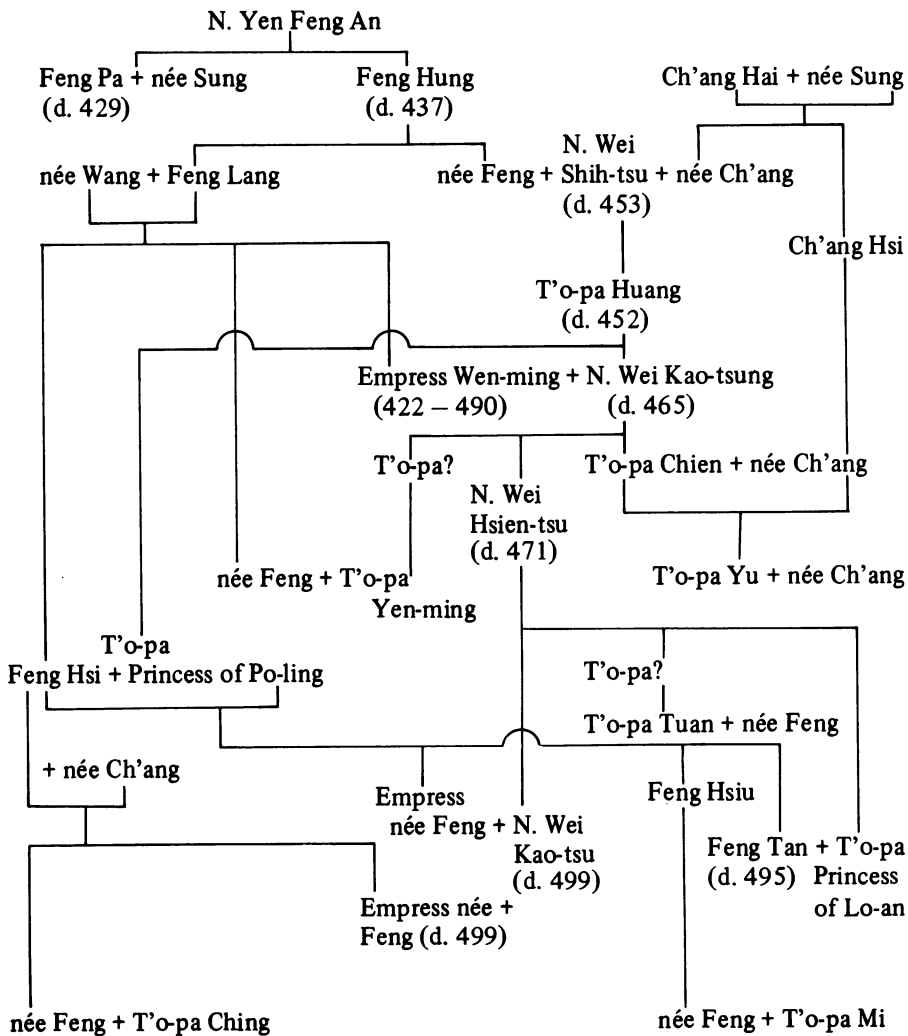 N. Yen Feng An
Feng Pa + née Sung
(d. 429)
Feng Hung
(d. 437)
Ch'ang Hai + née Sung
née Wang + Feng Lang
N. Wei
née Feng + Shih-tsu + née Ch'ang
(d. 453)
Ch'ang Hsi
T'o-pa Huang
(d. 452)
Empress Wen-ming + N. Wei Kao-tsung
(422 – 490)
(d. 465)
T'o-pa?
N. Wei
Hsien-tsu
(d. 471)
T'o-pa Chien + née Ch'ang
née Feng + T'o-pa
Yen-ming
T'o-pa Yu + née Ch'ang
T'o-pa
Feng Hsi + Princess of Po-ling
T'o-pa?
T'o-pa Tuan + née Feng
+ née Ch'ang
Empress
née Feng + N. Wei
Kao-tsu
(d. 499)
Feng Hsiu
Feng Tan + T'o-pa
(d. 495) Princess
of Lo-an
Empress née +
Feng (d. 499)
née Feng + T'o-pa Ching
née Feng + T'o-pa Mi